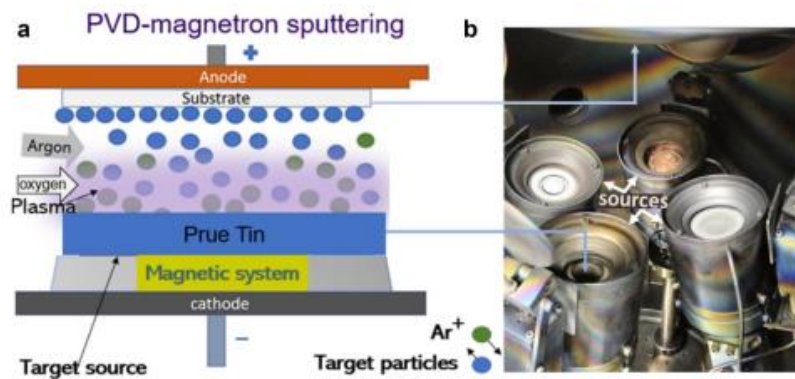 a
PVD-magnetron sputtering
+
Anode
Substrate
Argon
oxygen
Plasma
Prue Tin
Magnetic system
cathode
−
Target source
Ar+
Target particles
b
sources